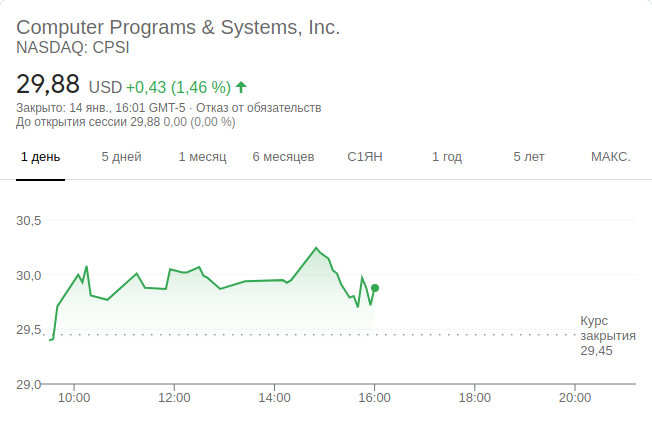 Computer Programs & Systems, Inc.
NASDAQ: CPSI
29,88 USD +0,43 (1,46 %)
Закрыто: 14 янв., 16:01 GMT-5 · Отказ от обязательств
До открытия сессии 29,88 0,00 (0,00 %)
1 день 5 дней 1 месяц 6 месяцев С1ЯН 1 год 5 лет МАКС.
30,5
30,0
29,5
Курс
закрытия
29,45
29,0
10:00 12:00 14:00 16:00 18:00 20:00